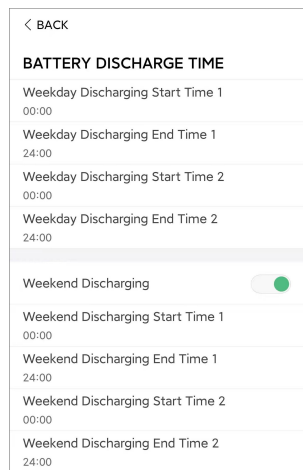 < BACK
BATTERY DISCHARGE TIME
Weekday Discharging Start Time 1
00:00
Weekday Discharging End Time 1
24:00
Weekday Discharging Start Time 2
00:00
Weekday Discharging End Time 2
24:00
Weekend Discharging
Weekend Discharging Start Time 1
00:00
Weekend Discharging End Time 1
24:00
Weekend Discharging Start Time 2
00:00
Weekend Discharging End Time 2
24:00